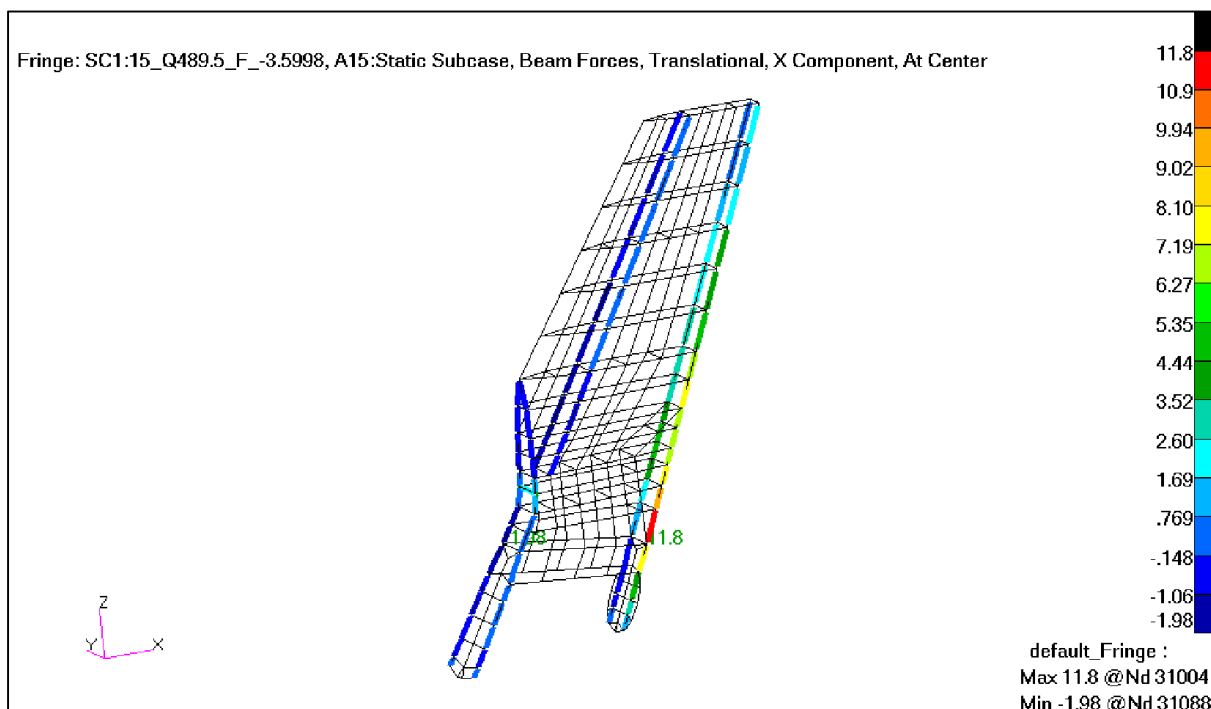 Fringe: SC1:15_Q489.5_F_-3.5998, A15:Static Subcase, Beam Forces, Translational, X Component, At Center
11.8
10.9
9.94
9.02
8.10
7.19
6.27
5.35
4.44
3.52
2.60
1.69
.769
-.148
-1.06
-1.98
11.8
Z
Y
X
default_Fringe :
Max 11.8 @Nd 31004
Min -1.98 @Nd 31088